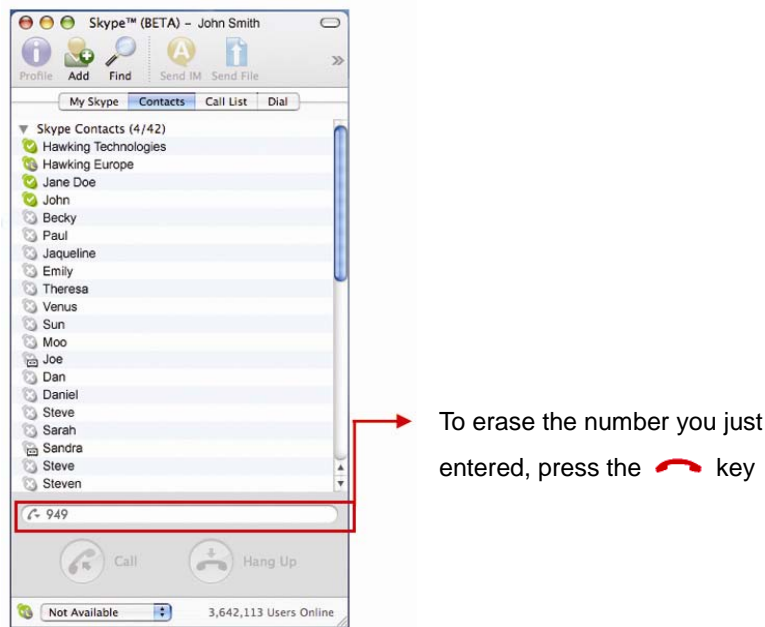 Skype™ (BETA) – John Smith
Profile Add Find Send IM Send File »
My Skype Contacts Call List Dial
Skype Contacts (4/42)
Hawking Technologies
Hawking Europe
Jane Doe
John
Becky
Paul
Jaqueline
Emily
Theresa
Venus
Sun
Moo
Joe
Dan
Daniel
Steve
Sarah
Sandra
Steve
Steven
To erase the number you just
entered, press the key
949
Call Hang Up
Not Available 3,642,113 Users Online